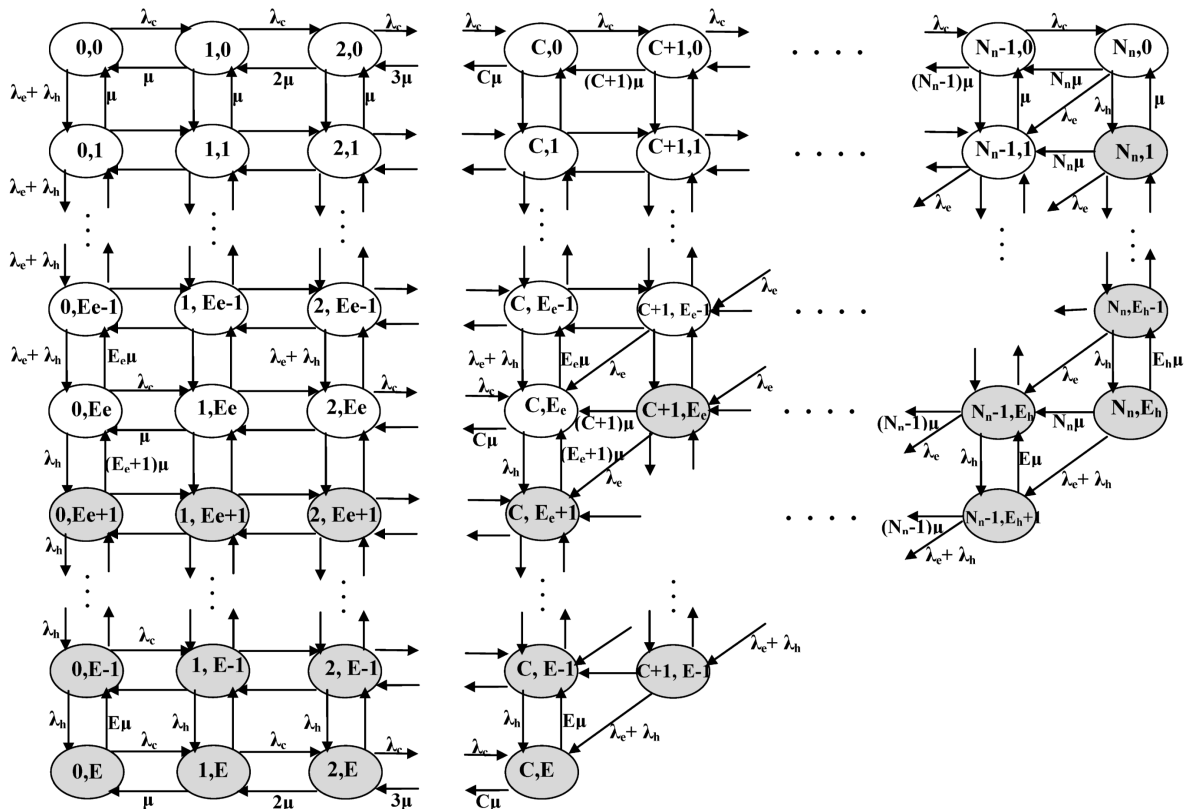 λc λc λc λc λc λc λc λc
0,0 1,0 2,0 C,0 C+1,0 . . . . Nₙ-1,0 Nₙ,0
μ 2μ 3μ Cμ (C+1)μ (Nₙ-1)μ Nₙμ
λₑ+ λₕ μ μ μ μ λₑ λₕ μ
0,1 1,1 2,1 C,1 C+1,1 . . . . Nₙ-1,1 Nₙμ Nₙ,1
λₑ+ λₕ λₑ λₑ
λₑ+ λₕ
0,Ee-1 1, Ee-1 2, Ee-1 C, Eₑ-1 C+1, Eₑ-1 λₑ . . . . Nₙ,Eₕ-1
λₑ+ λₕ Eₑμ λₑ+ λₕ λₑ+ λₕ Eₑμ λₑ λₑ λₕ Eₕμ
λc λc λc λₑ
0,Ee 1,Ee 2,Ee C,Eₑ C+1,Eₑ . . . . Nₙ-1,Eₕ Nₙ,Eₕ
μ Cμ (C+1)μ (Nₙ-1)μ Nₙμ
λₕ (Eₑ+1)μ λₕ (Eₑ+1)μ λₑ λₑ λₕ Eμ λₑ+ λₕ
0,Ee+1 1, Ee+1 2, Ee+1 C, Eₑ+1 . . . . Nₙ-1,Eₕ+1
(Nₙ-1)μ
λₕ λₑ+ λₕ
λₕ λc λₑ+ λₕ
0,E-1 1, E-1 2, E-1 C, E-1 C+1, E-1
λₕ Eμ λₕ λₕ λₕ Eμ λₑ+ λₕ
λc λc λc λc
0,E 1,E 2,E C,E
μ 2μ 3μ Cμ